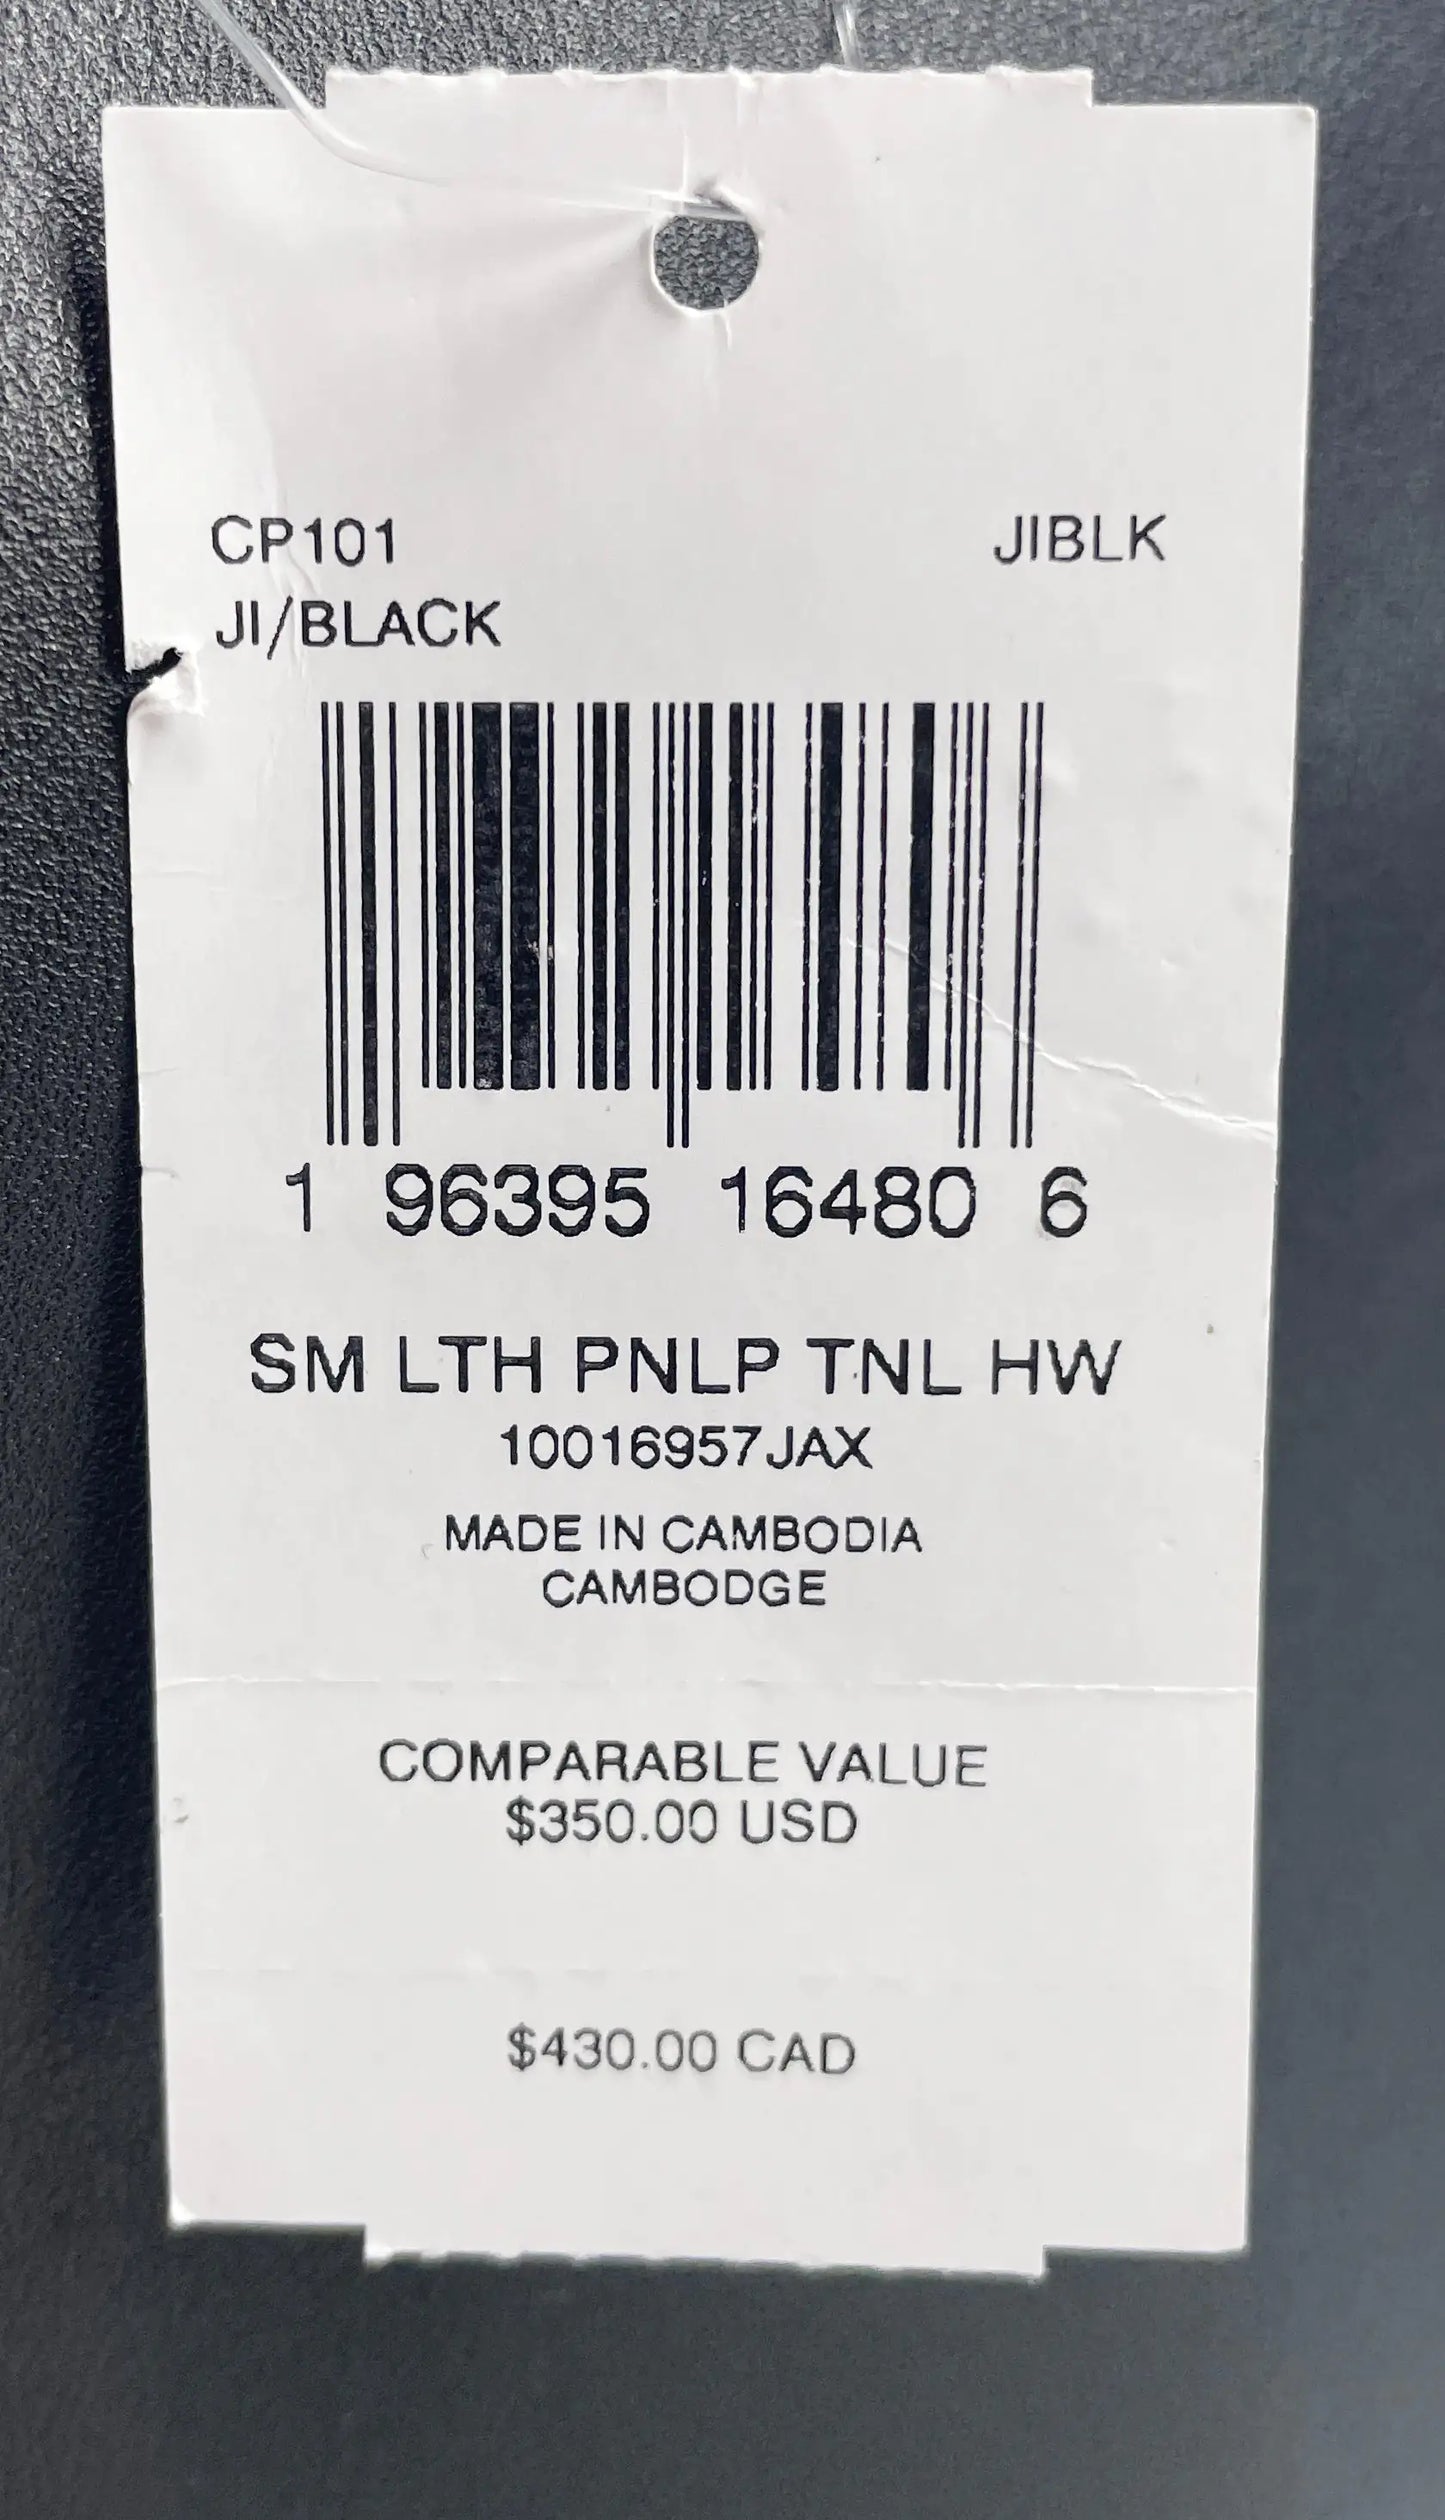 CP101 JIBLK
JI/BLACK
1 96395 16480 6
SM LTH PNLP TNL HW
10016957JAX
MADE IN CAMBODIA
CAMBODGE
COMPARABLE VALUE
$350.00 USD
$430.00 CAD